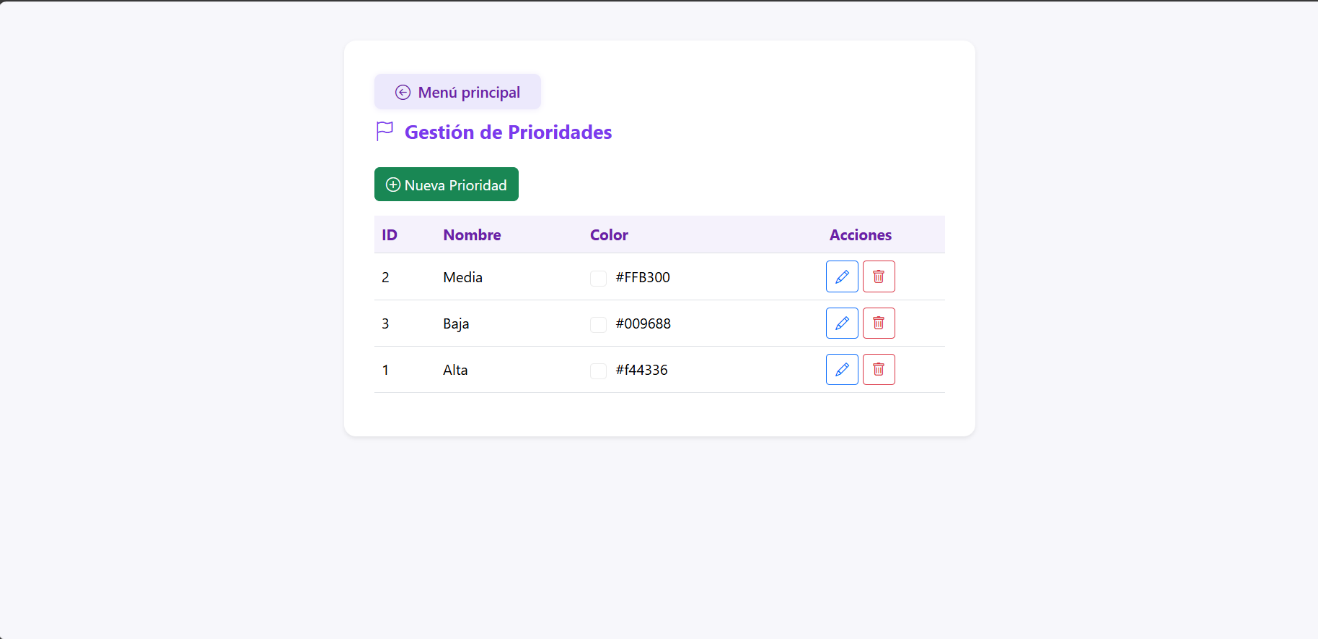 Menú principal
Gestión de Prioridades
Nueva Prioridad
ID Nombre Color Acciones
2 Media #FFB300
3 Baja #009688
1 Alta #f44336